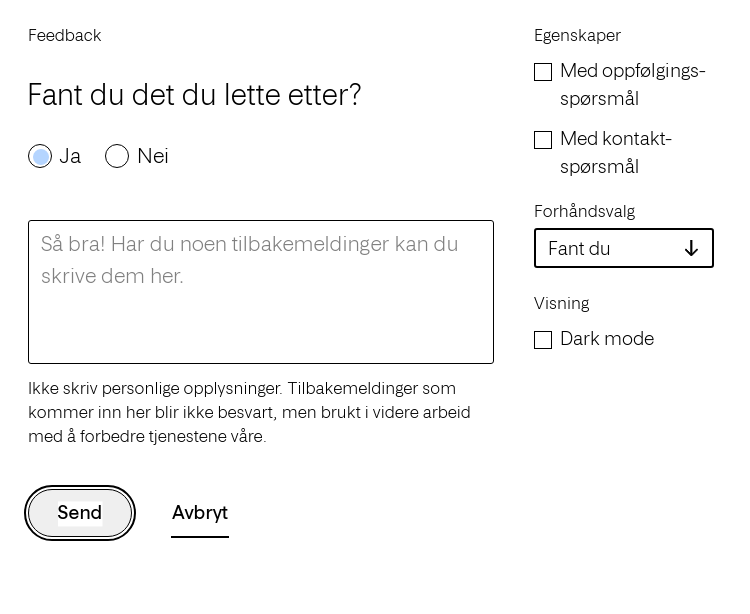 Feedback
Fant du det du lette etter?
Ja
Nei
Så bra! Har du noen tilbakemeldinger kan du
skrive dem her.
Ikke skriv personlige opplysninger. Tilbakemeldinger som
kommer inn her blir ikke besvart, men brukt i videre arbeid
med å forbedre tjenestene våre.
Send
Avbryt
Egenskaper
Med oppfølgings-
spørsmål
Med kontakt-
spørsmål
Forhåndsvalg
Fant du
Visning
Dark mode